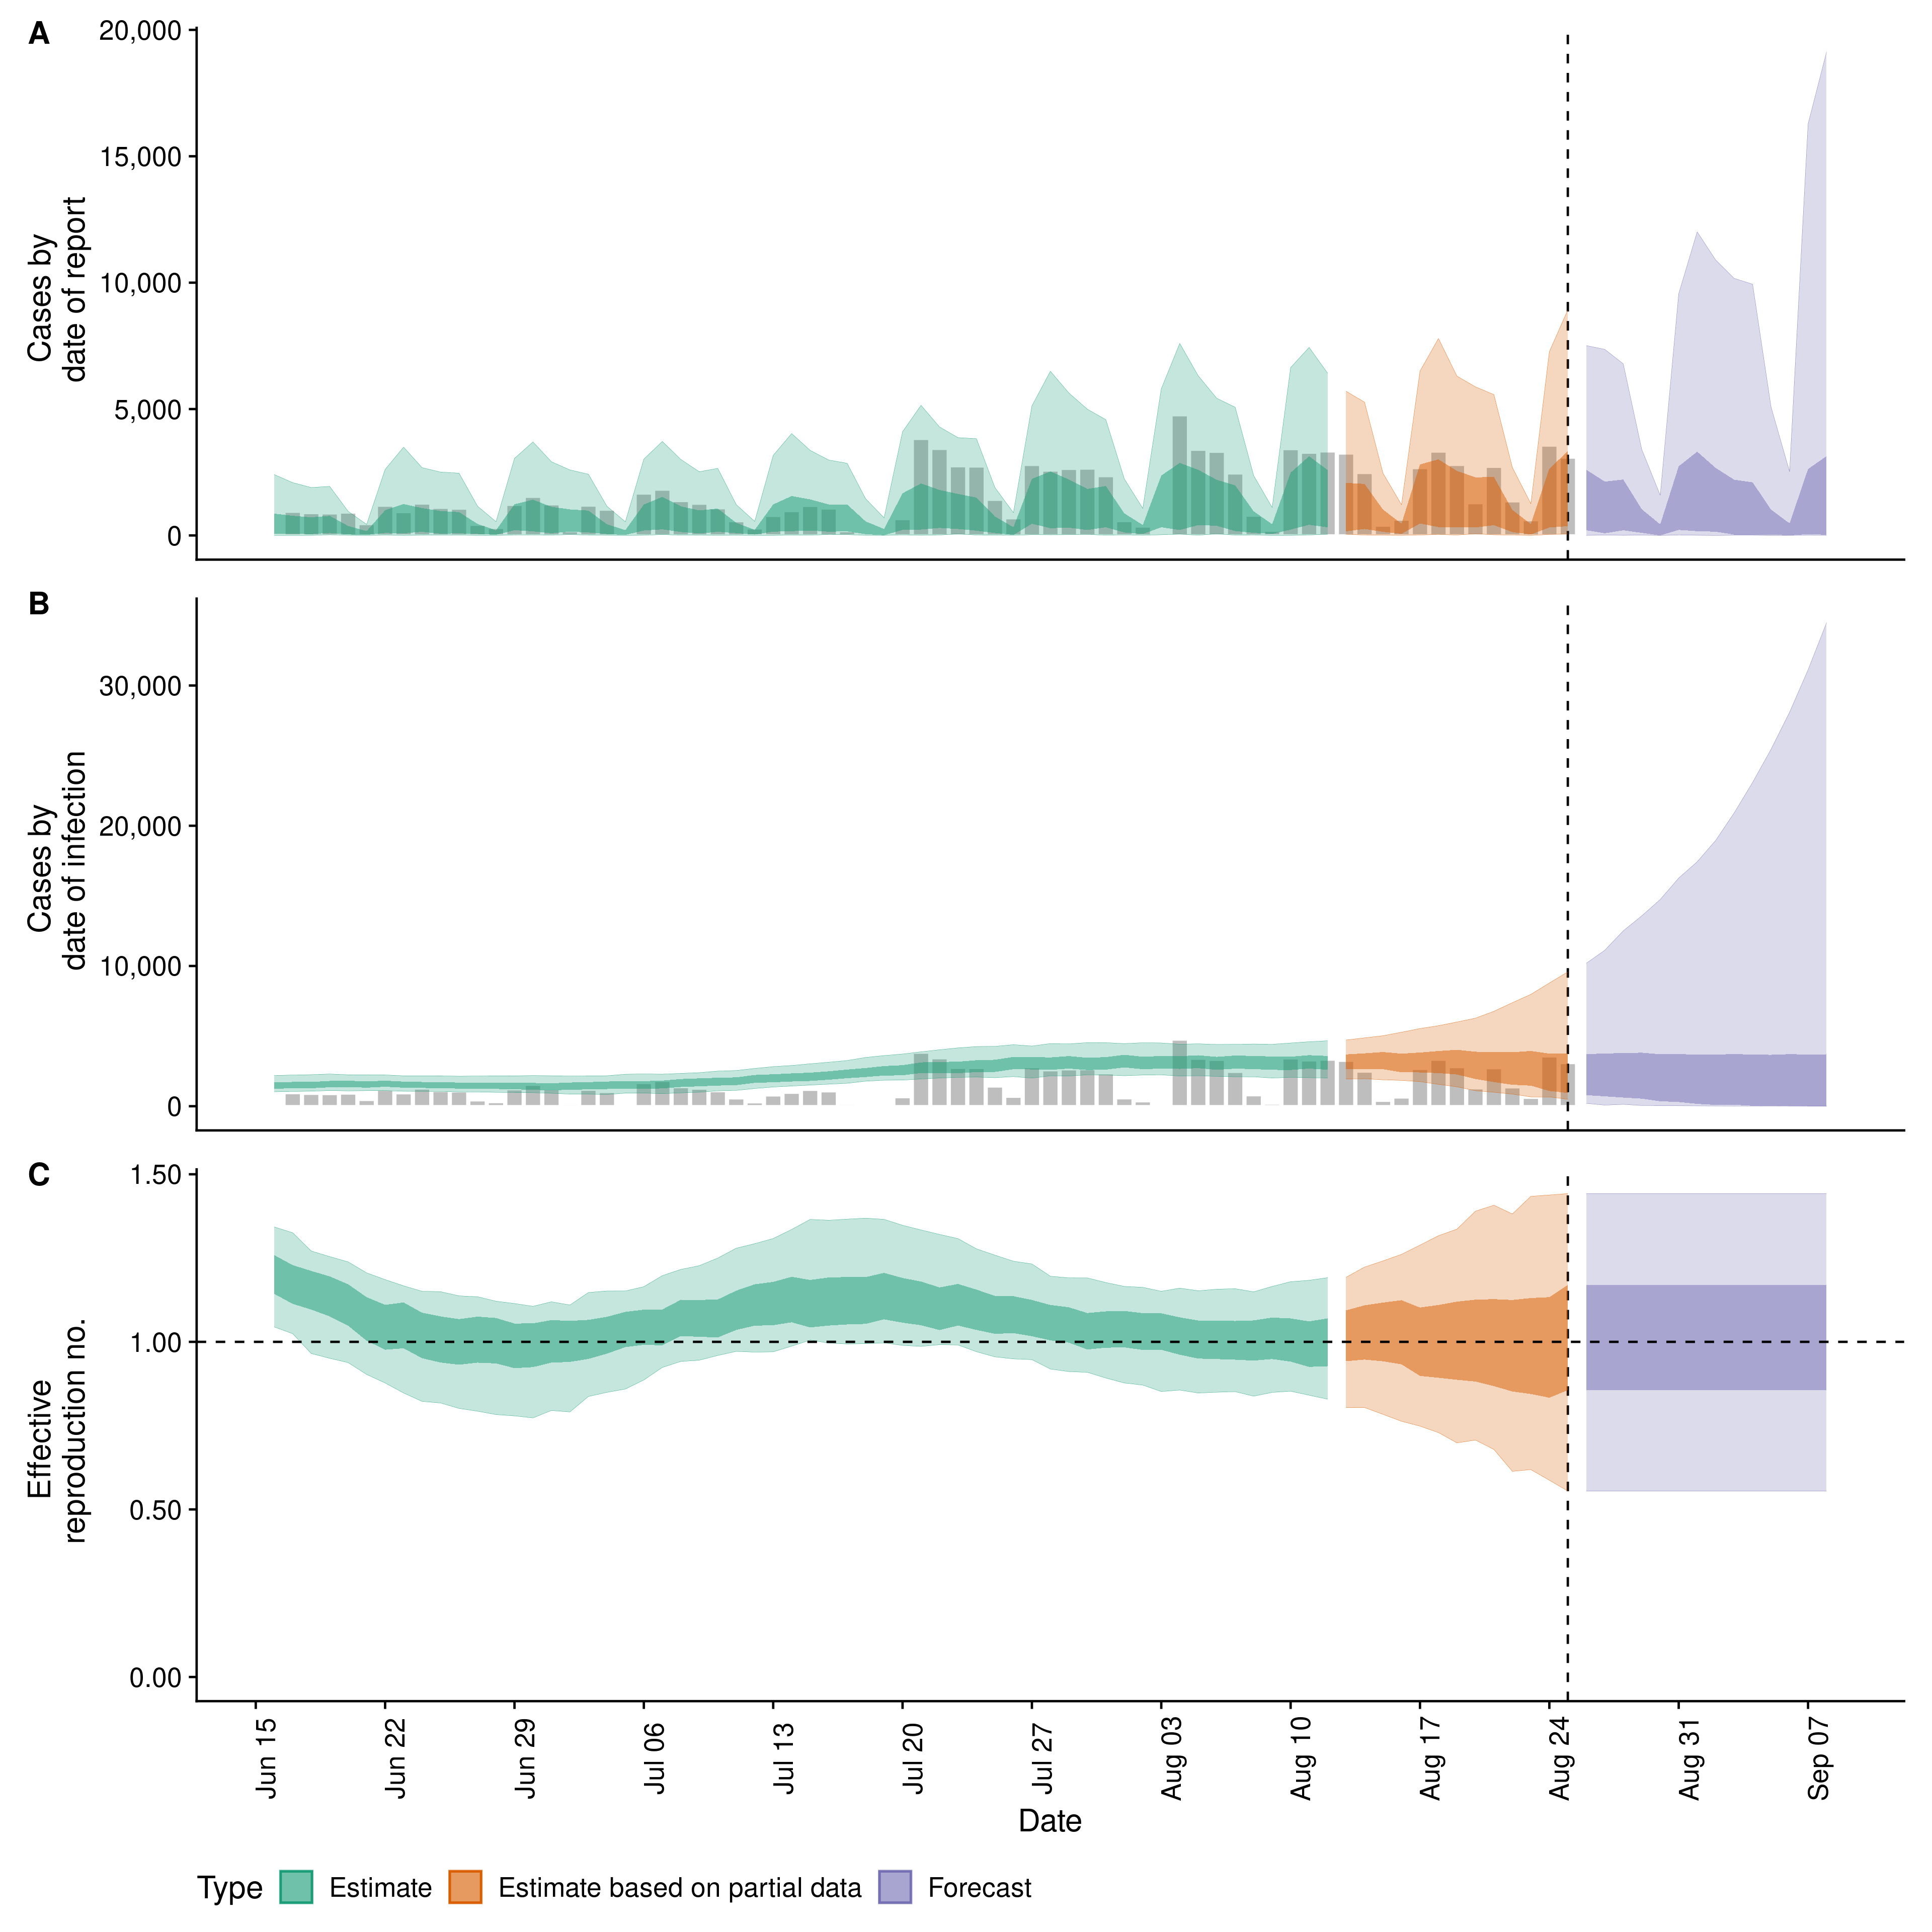 A
20,000
15,000
10,000
5,000
0
Cases by
date of report
B
30,000
20,000
10,000
0
Cases by
date of infection
C
1.50
1.00
0.50
0.00
Effective
reproduction no.
Jun 15
Jun 22
Jun 29
Jul 06
Jul 13
Jul 20
Jul 27
Aug 03
Aug 10
Aug 17
Aug 24
Aug 31
Sep 07
Date
Type Estimate Estimate based on partial data Forecast